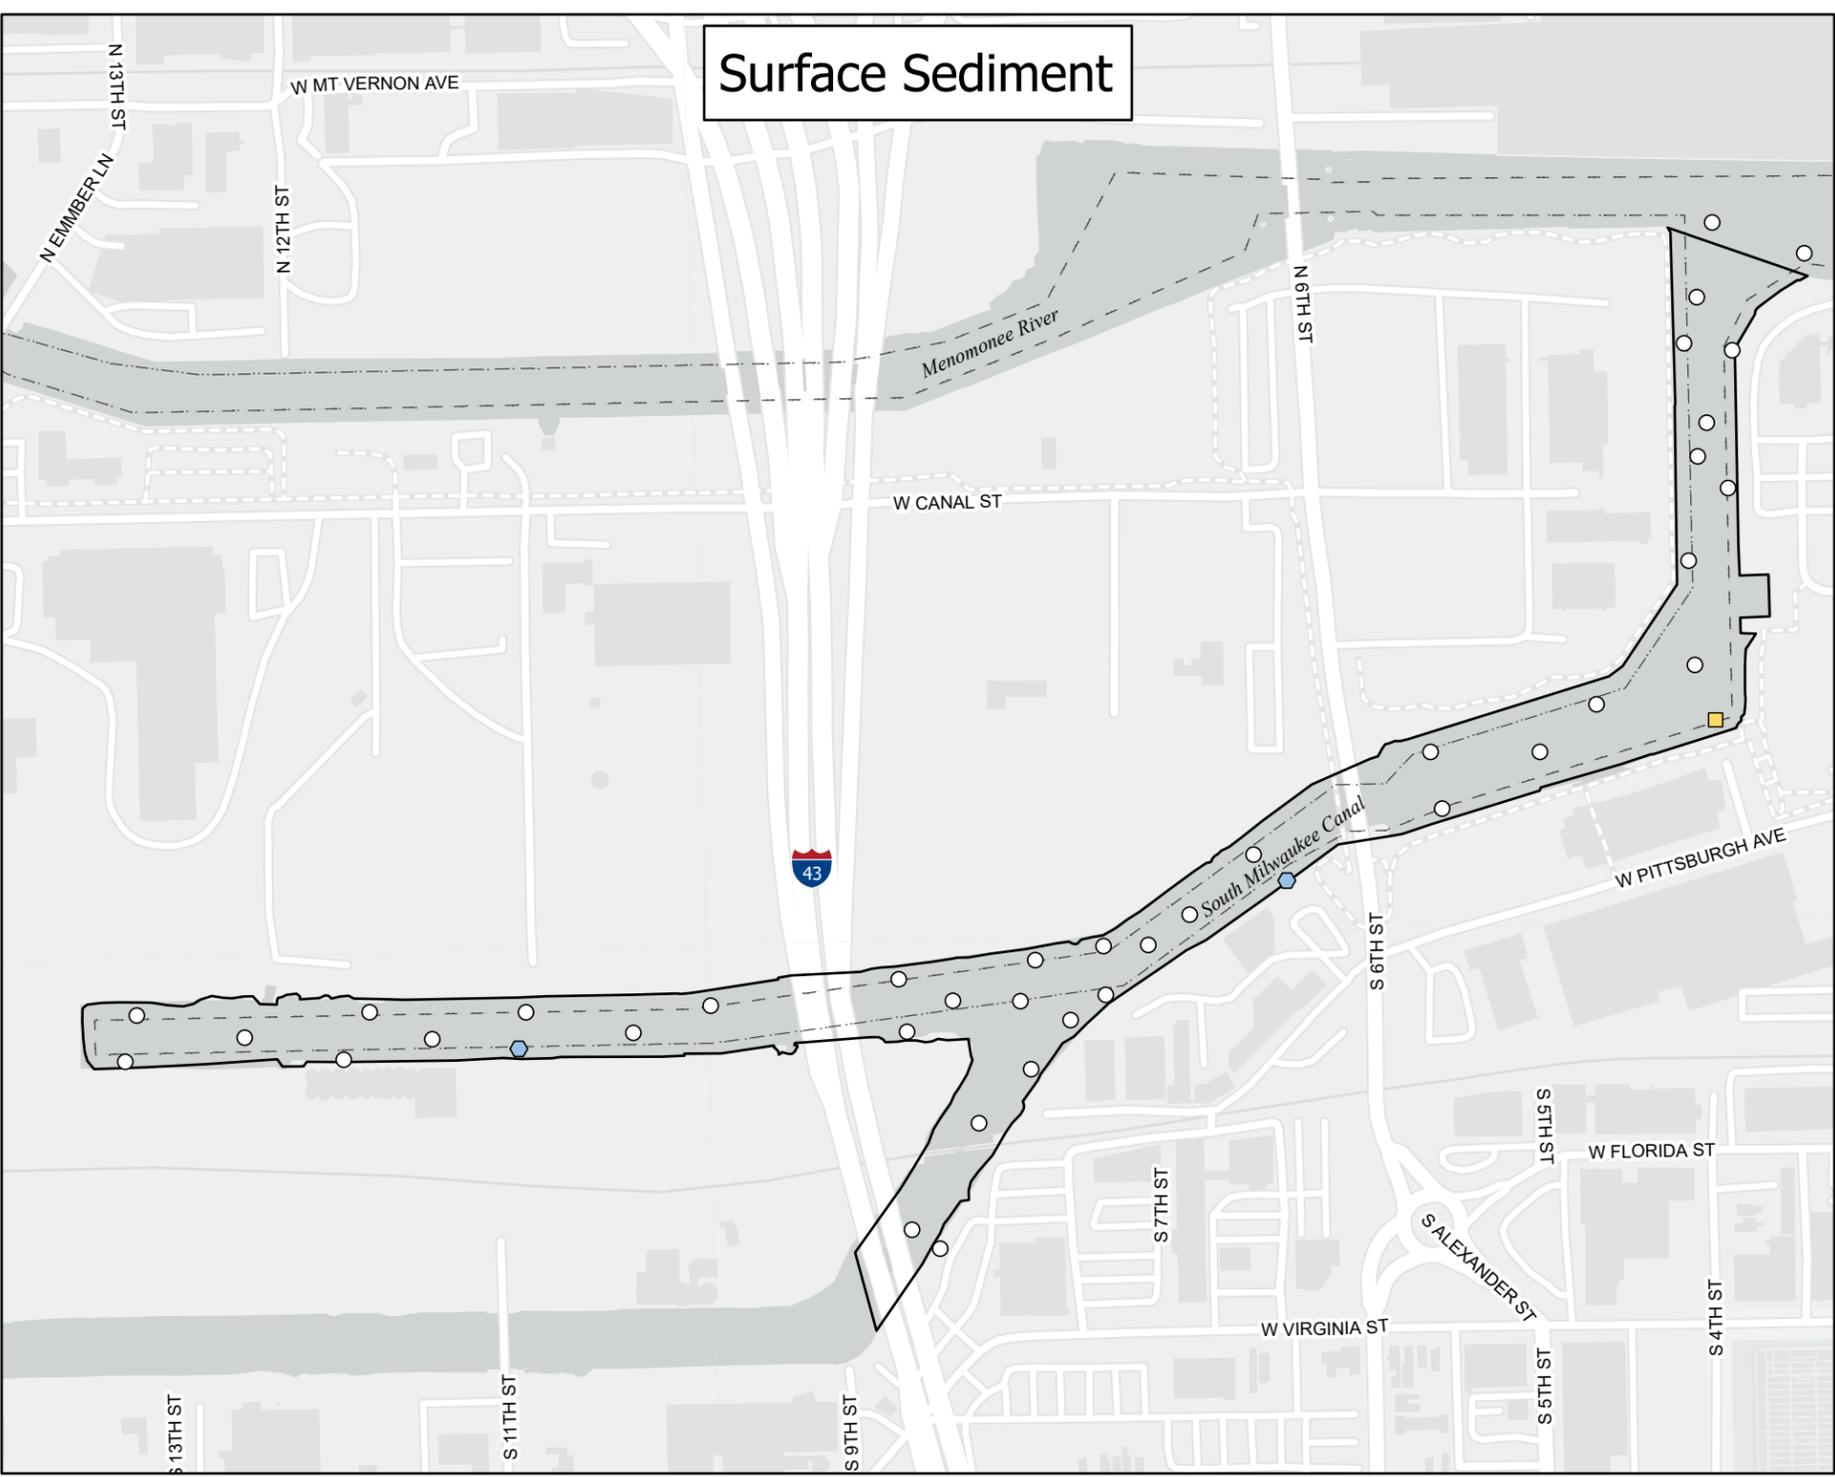 Surface Sediment
N 13TH ST
W MT VERNON AVE
N EMMBER LN
N 12TH ST
N 6TH ST
Menomonee River
W CANAL ST
43
South Milwaukee Canal
W PITTSBURGH AVE
S 6TH ST
S 5TH ST
W FLORIDA ST
S 7TH ST
S ALEXANDER ST
W VIRGINIA ST
S 4TH ST
S 13TH ST
S 11TH ST
S 9TH ST
S 5TH ST